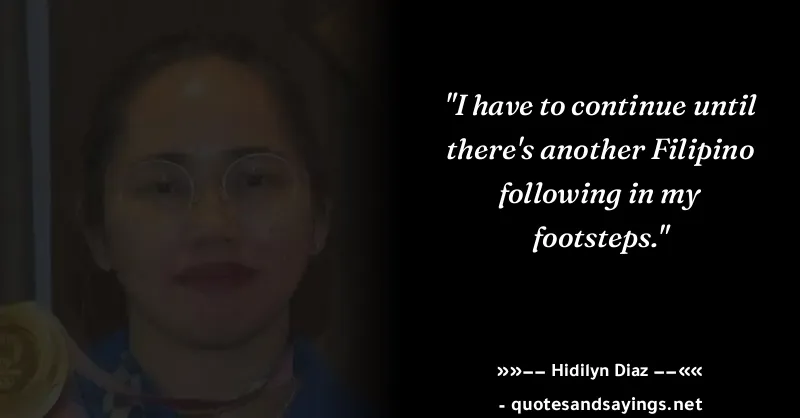 "I have to continue until
there's another Filipino
following in my
footsteps."
»»–– Hidilyn Diaz ––««
- quotesandsayings.net